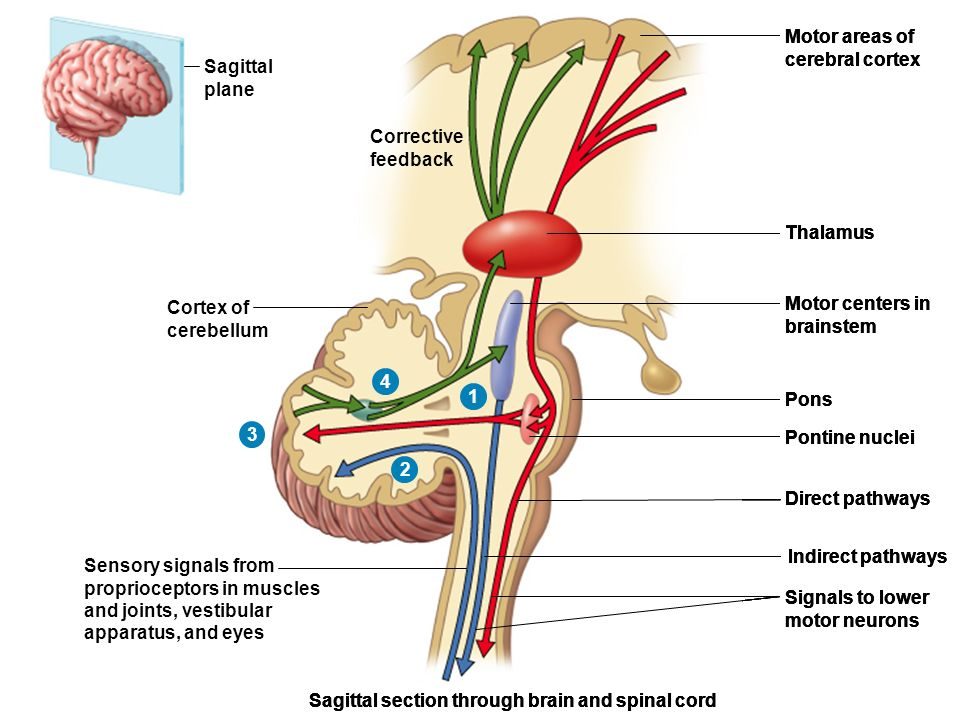 Sagittal
plane
Motor areas of
cerebral cortex
Corrective
feedback
Thalamus
Cortex of
cerebellum
Motor centers in
brainstem
4
1
Pons
3
Pontine nuclei
2
Direct pathways
Indirect pathways
Sensory signals from
proprioceptors in muscles
and joints, vestibular
apparatus, and eyes
Signals to lower
motor neurons
Sagittal section through brain and spinal cord